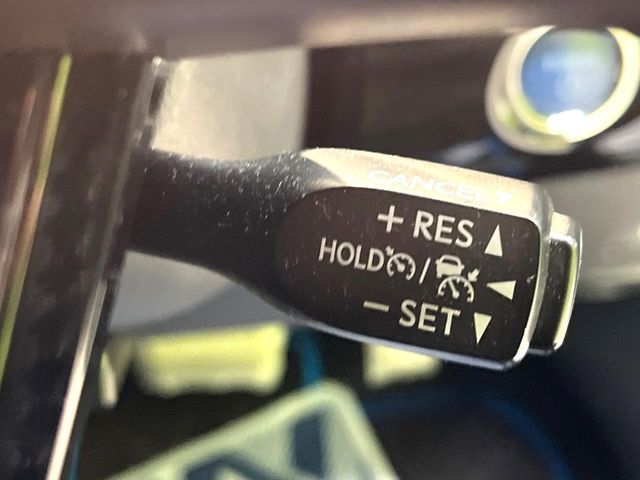 CANCEL ▼
+ RES ▲
HOLD / ◀
− SET ▼